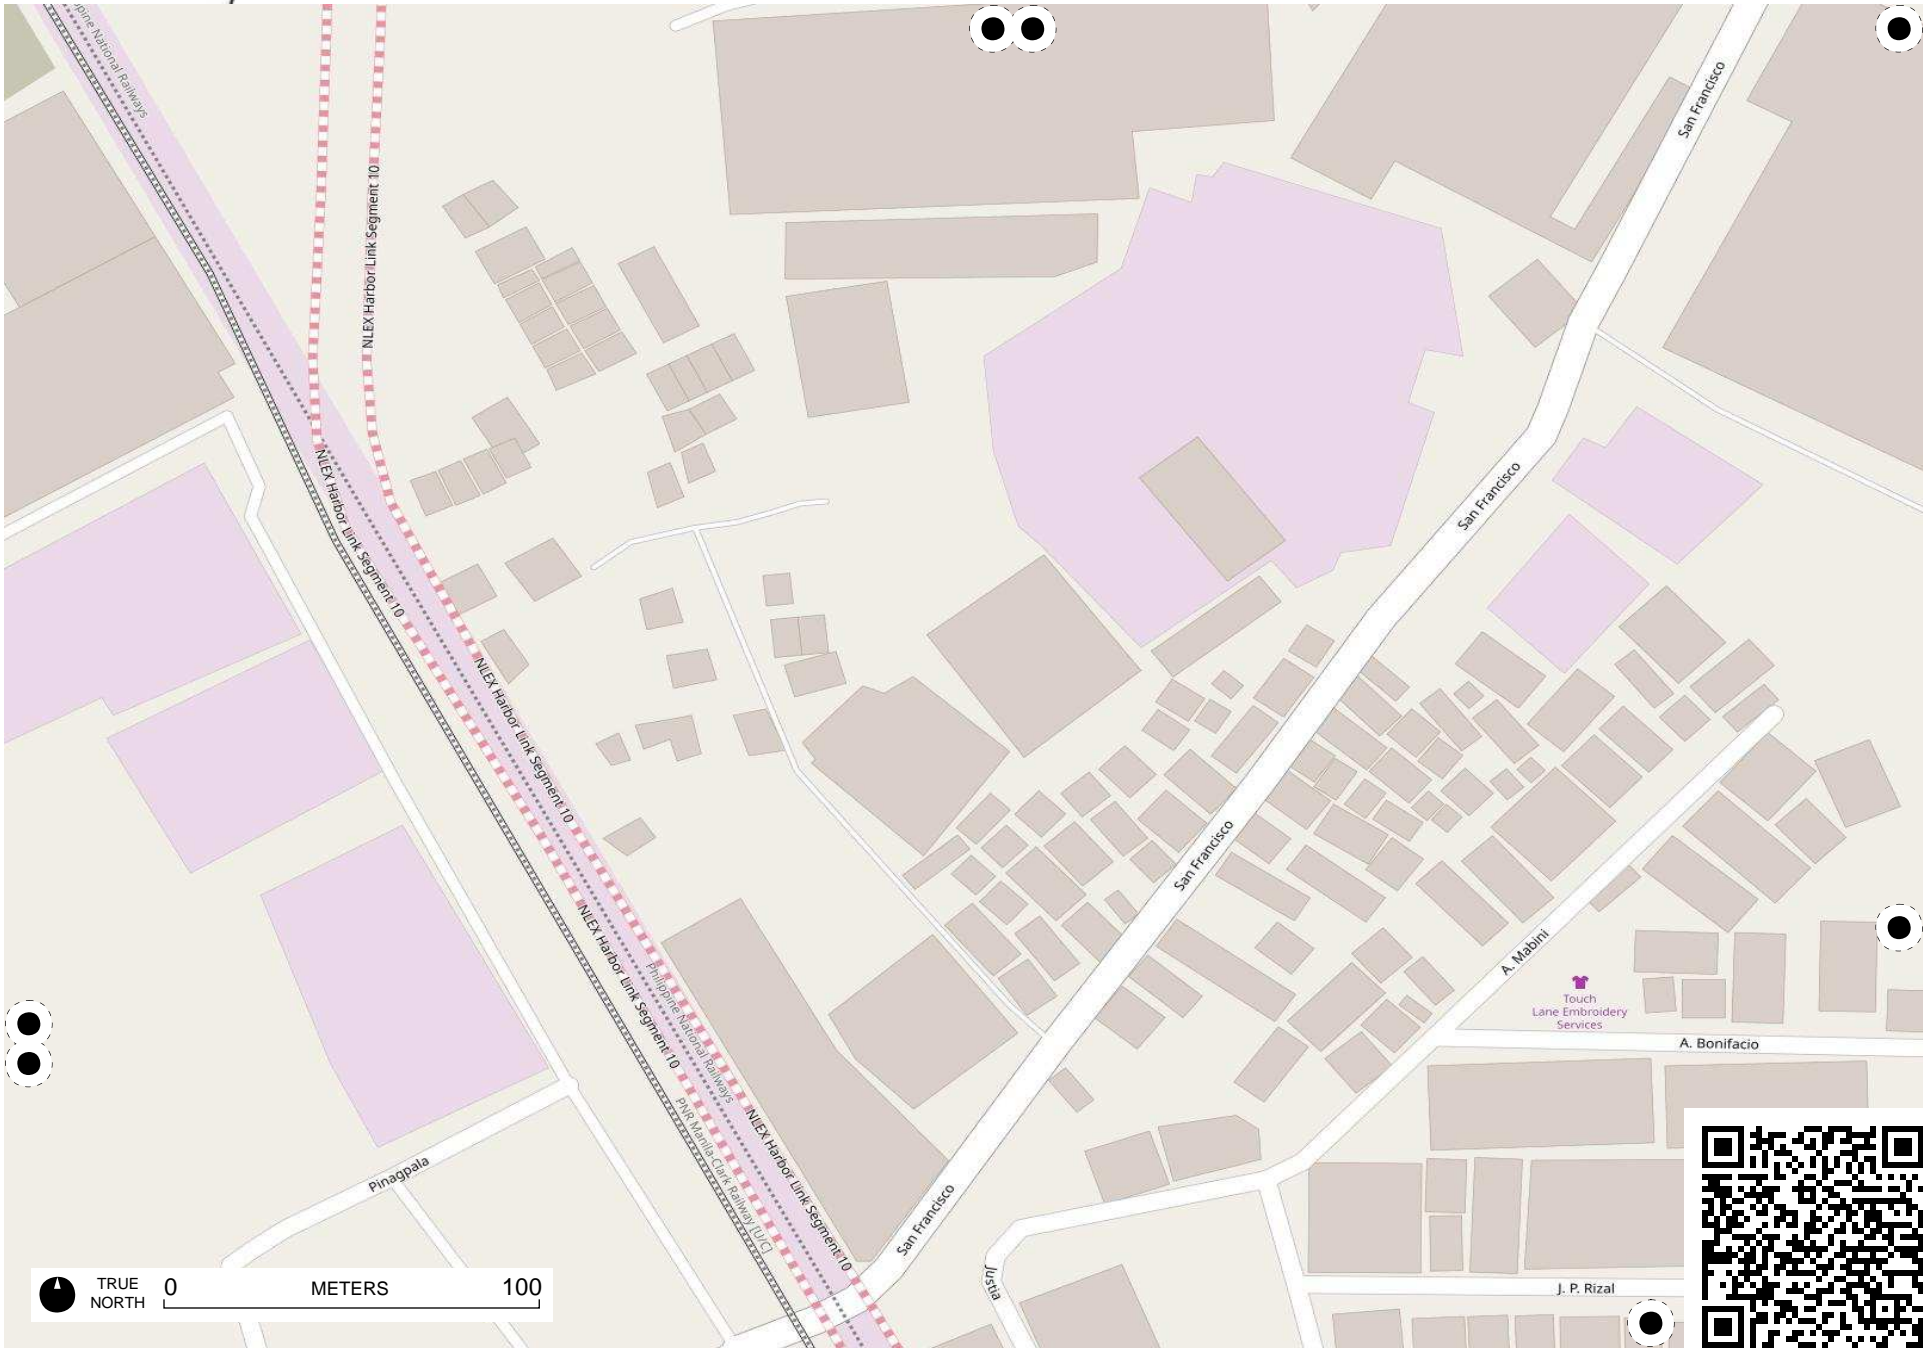 pine National Railways
NLEX Harbor Link Segment 10
San Francisco
NLEX Harbor Link Segment 10
San Francisco
NLEX Harbor Link Segment 10
San Francisco
NLEX Harbor Link Segment 10
Philippine National Railways
A. Mabini
Touch
Lane Embroidery
Services
A. Bonifacio
PNR Manila-Clark Railway [U/C]
NLEX Harbor Link Segment 10
Pinagpala
San Francisco
Justia
J. P. Rizal
TRUE
NORTH
0 METERS 100